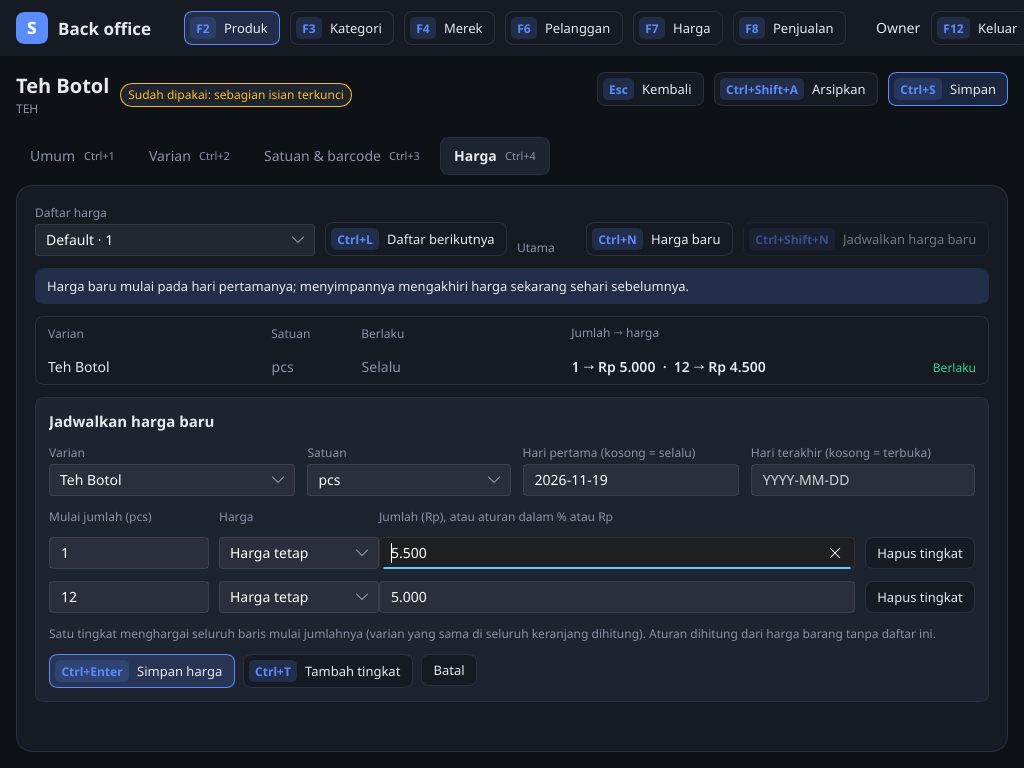 S Back office F2 Produk F3 Kategori F4 Merek F6 Pelanggan F7 Harga F8 Penjualan Owner F12 Keluar
Teh Botol Sudah dipakai: sebagian isian terkunci Esc Kembali Ctrl+Shift+A Arsipkan Ctrl+S Simpan
TEH
Umum Ctrl+1 Varian Ctrl+2 Satuan & barcode Ctrl+3 Harga Ctrl+4
Daftar harga
Default · 1 Ctrl+L Daftar berikutnya Utama Ctrl+N Harga baru Ctrl+Shift+N Jadwalkan harga baru
Harga baru mulai pada hari pertamanya; menyimpannya mengakhiri harga sekarang sehari sebelumnya.
Varian Satuan Berlaku Jumlah → harga
Teh Botol pcs Selalu 1 → Rp 5.000 · 12 → Rp 4.500 Berlaku
Jadwalkan harga baru
Varian Satuan Hari pertama (kosong = selalu) Hari terakhir (kosong = terbuka)
Teh Botol pcs 2026-11-19 YYYY-MM-DD
Mulai jumlah (pcs) Harga Jumlah (Rp), atau aturan dalam % atau Rp
1 Harga tetap 5.500 Hapus tingkat
12 Harga tetap 5.000 Hapus tingkat
Satu tingkat menghargai seluruh baris mulai jumlahnya (varian yang sama di seluruh keranjang dihitung). Aturan dihitung dari harga barang tanpa daftar ini.
Ctrl+Enter Simpan harga Ctrl+T Tambah tingkat Batal